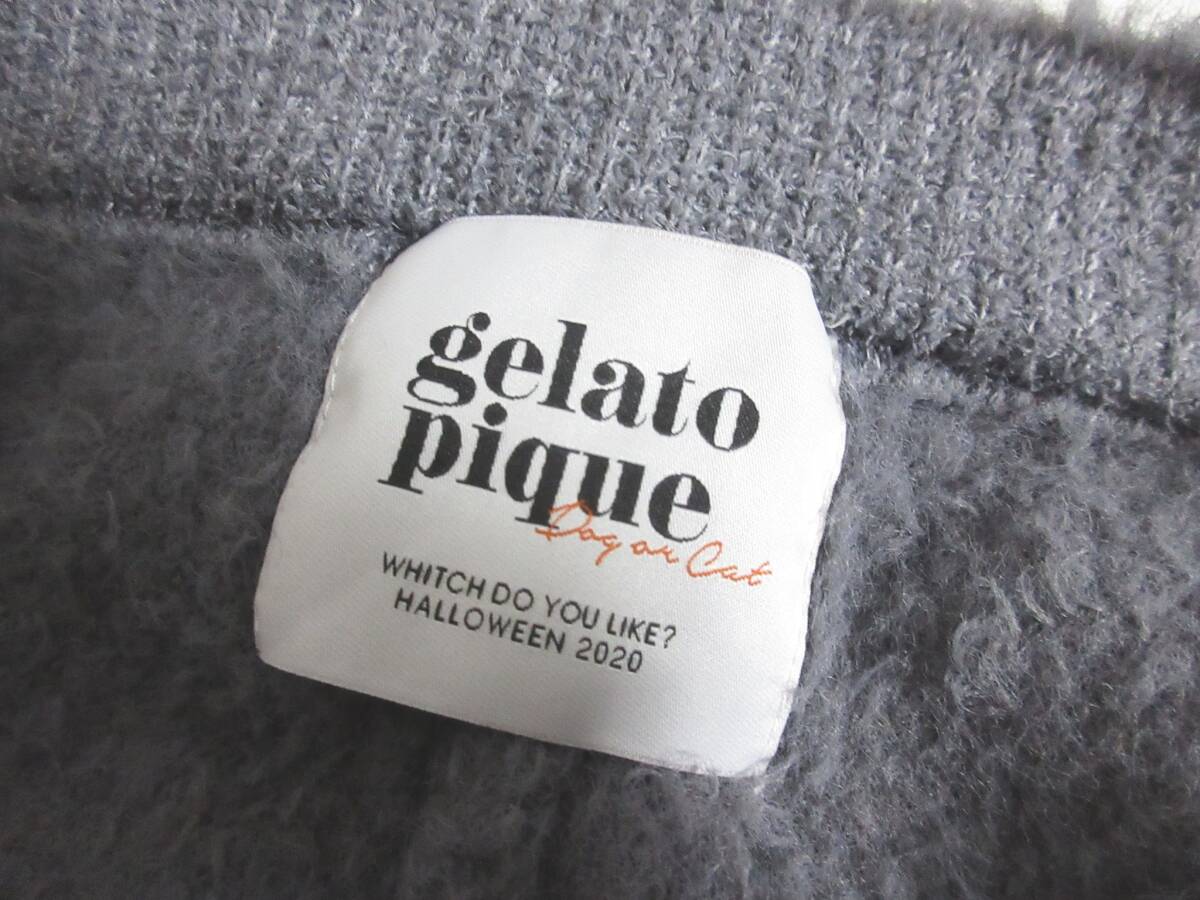 gelato
pique
Dog or Cat
WHITCH DO YOU LIKE?
HALLOWEEN 2020